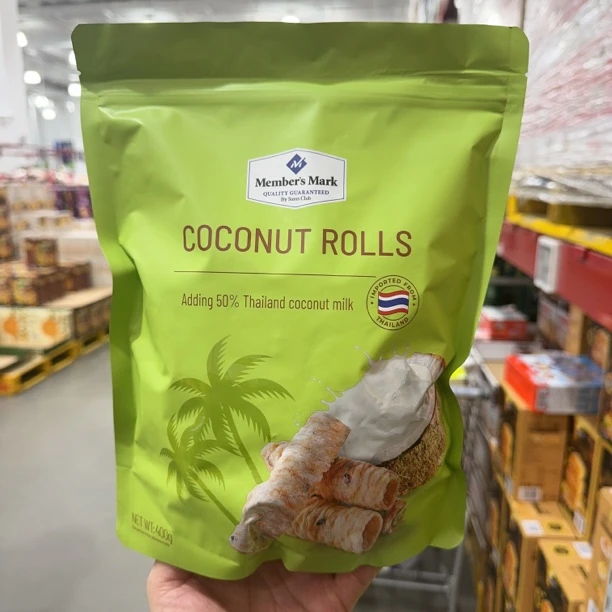 Member's Mark
QUALITY GUARANTEED
By Sam's Club
COCONUT ROLLS
Adding 50% Thailand coconut milk
IMPORTED FROM
THAILAND
NET WT:400g